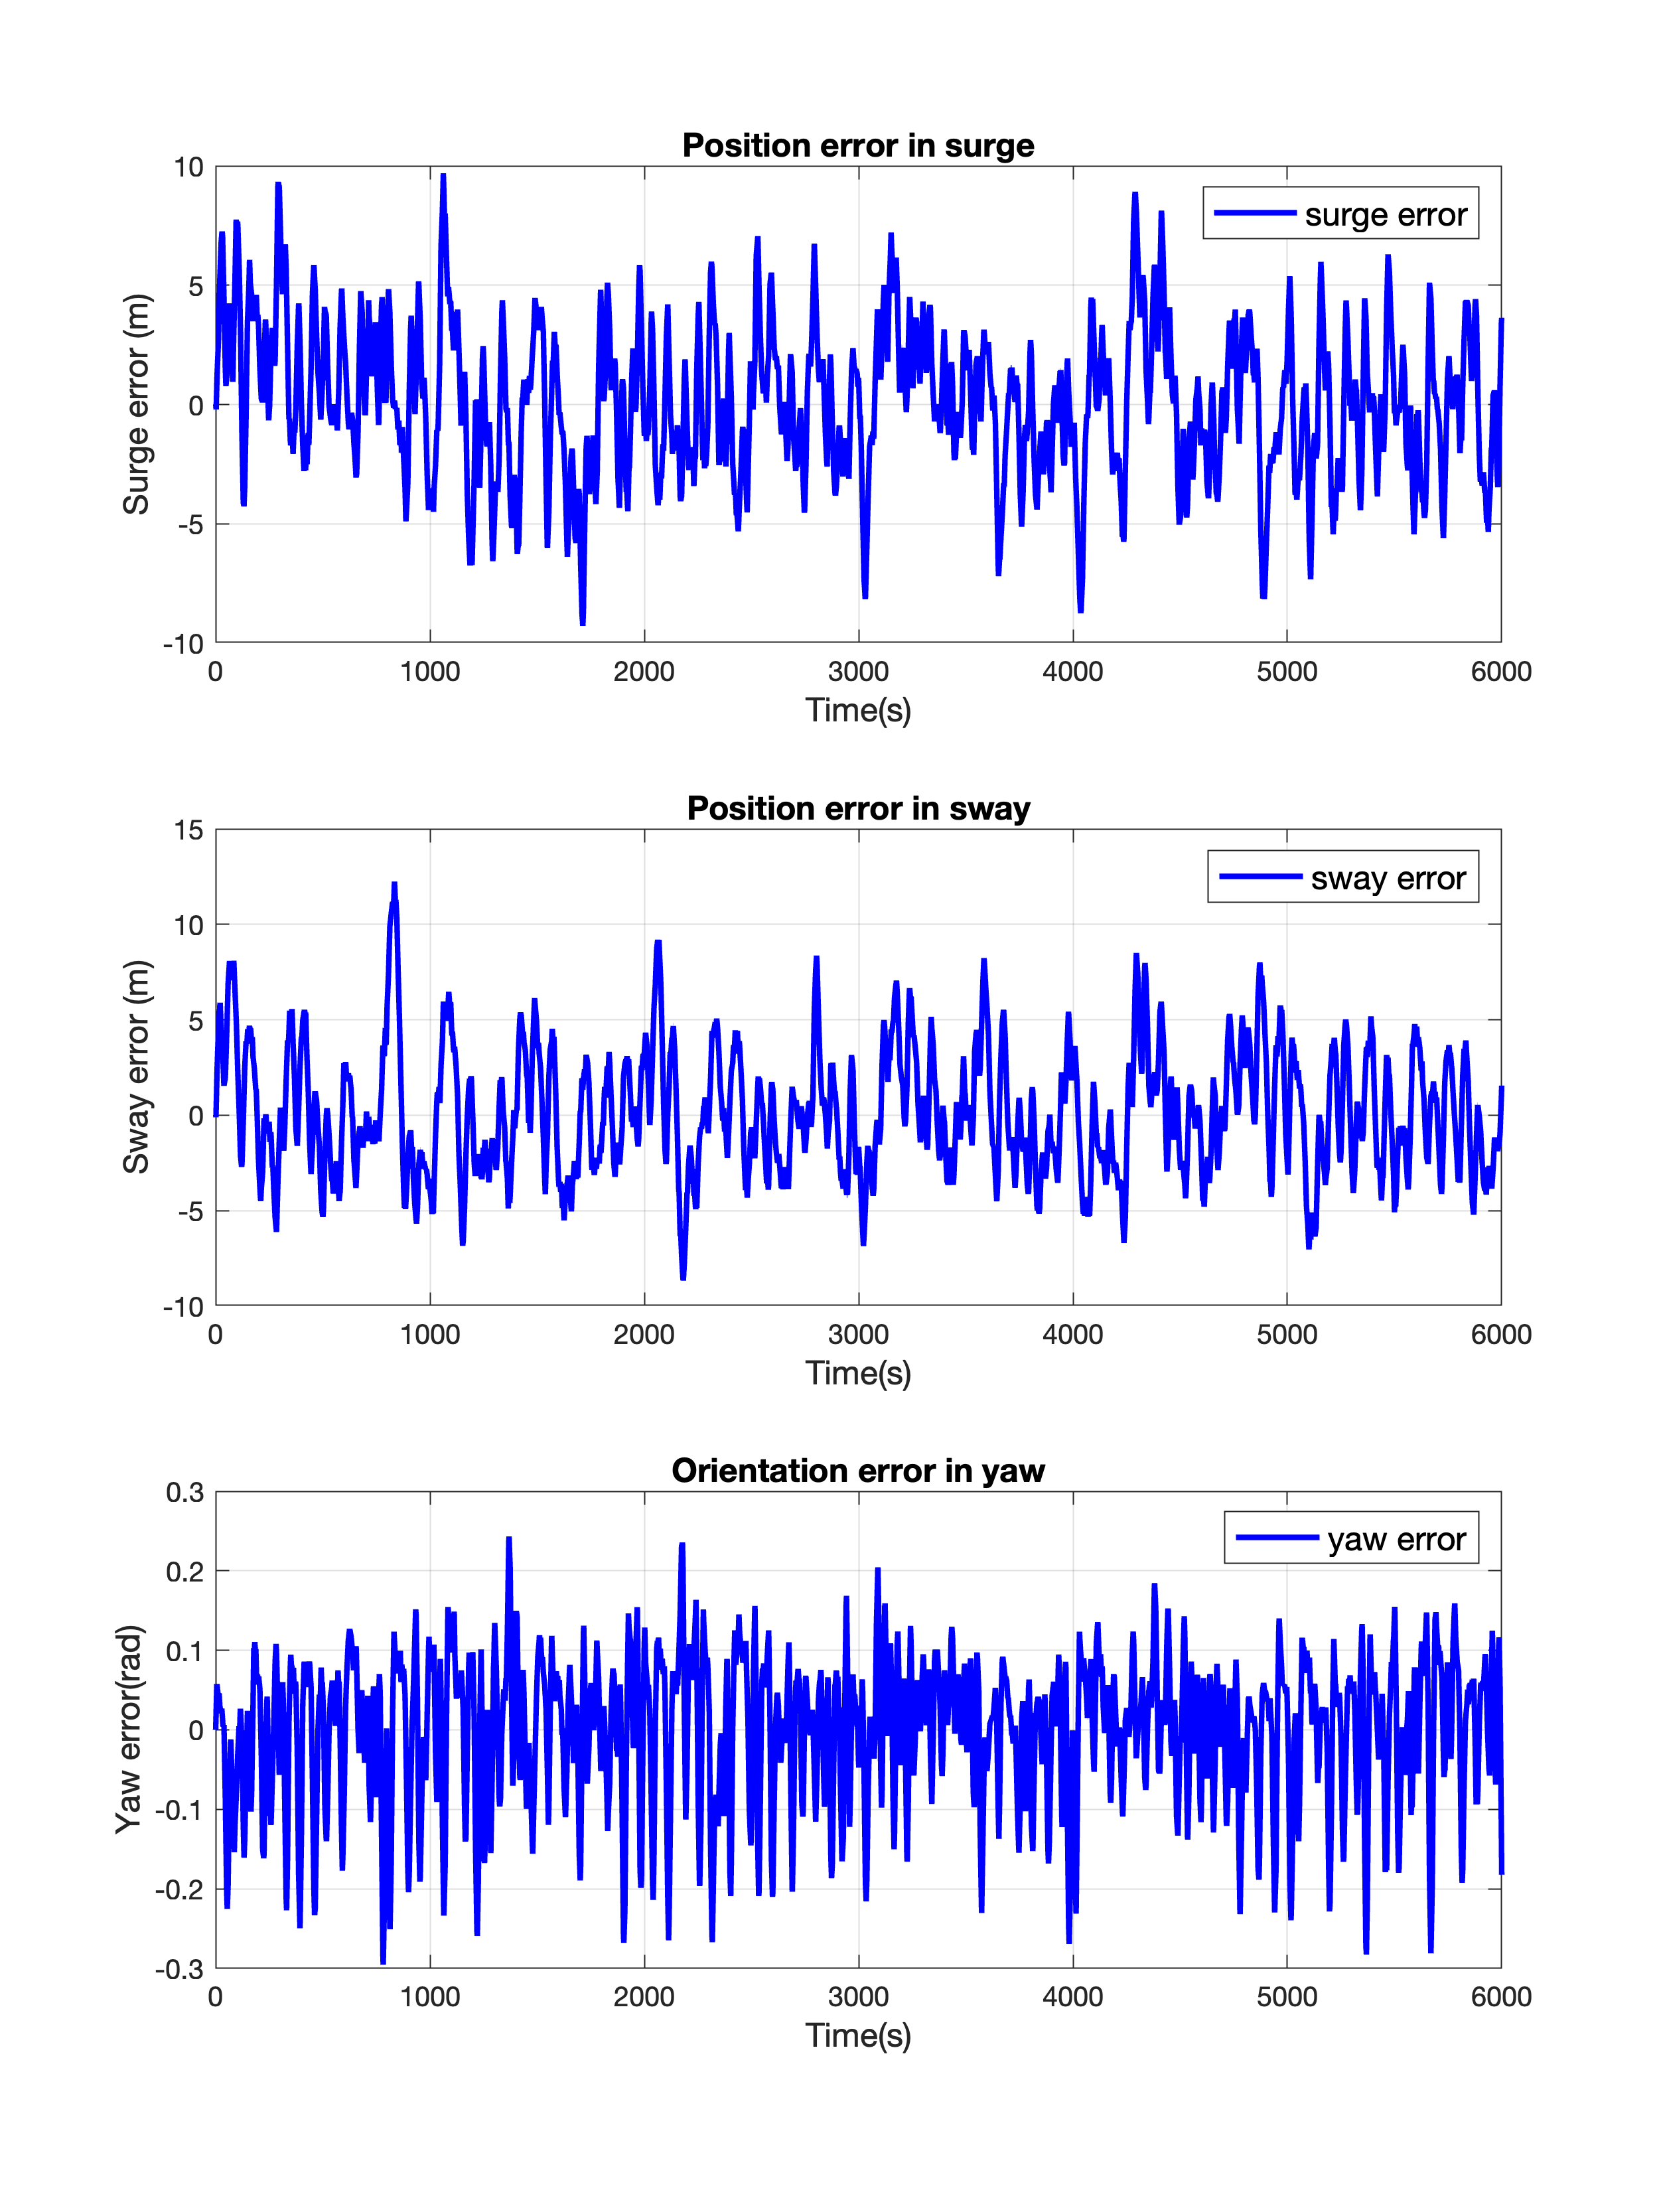 Position error in surge
10
5
0
-5
-10
Surge error (m)
surge error
0 1000 2000 3000 4000 5000 6000
Time(s)
Position error in sway
15
10
5
0
-5
-10
Sway error (m)
sway error
0 1000 2000 3000 4000 5000 6000
Time(s)
Orientation error in yaw
0.3
0.2
0.1
0
-0.1
-0.2
-0.3
Yaw error(rad)
yaw error
0 1000 2000 3000 4000 5000 6000
Time(s)